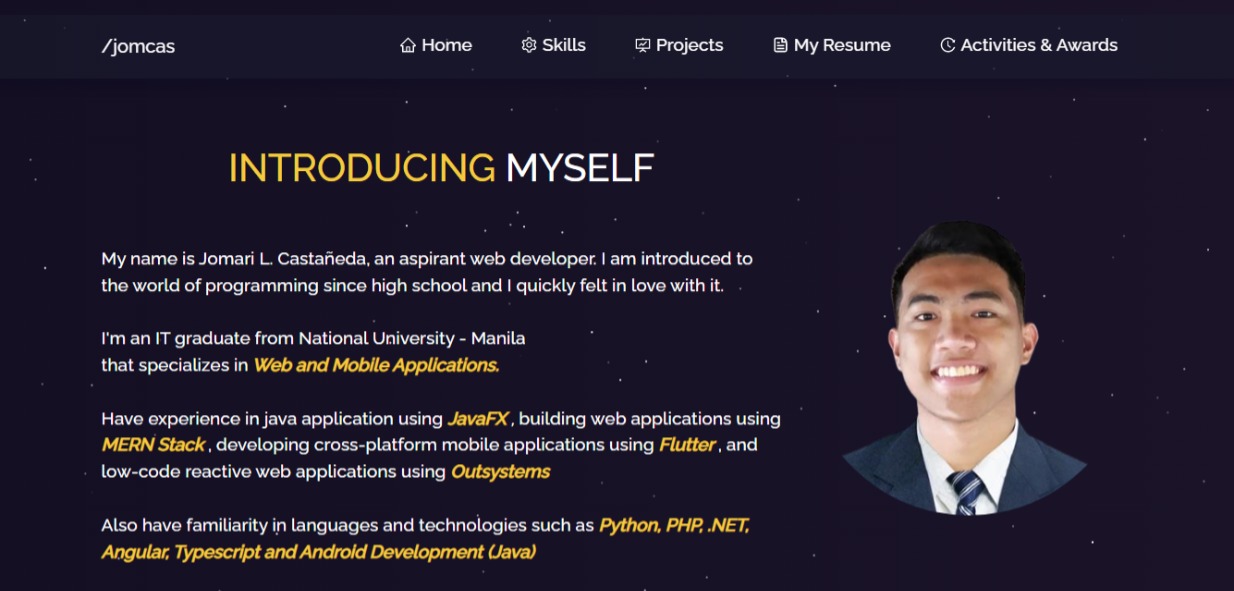 /jomcas
Home
Skills
Projects
My Resume
Activities & Awards
INTRODUCING MYSELF
My name is Jomari L. Castañeda, an aspirant web developer. I am introduced to
the world of programming since high school and I quickly felt in love with it.
I'm an IT graduate from National University - Manila
that specializes in Web and Mobile Applications.
Have experience in java application using JavaFX , building web applications using
MERN Stack , developing cross-platform mobile applications using Flutter , and
low-code reactive web applications using Outsystems
Also have familiarity in languages and technologies such as Python, PHP, .NET,
Angular, Typescript and Android Development (Java)